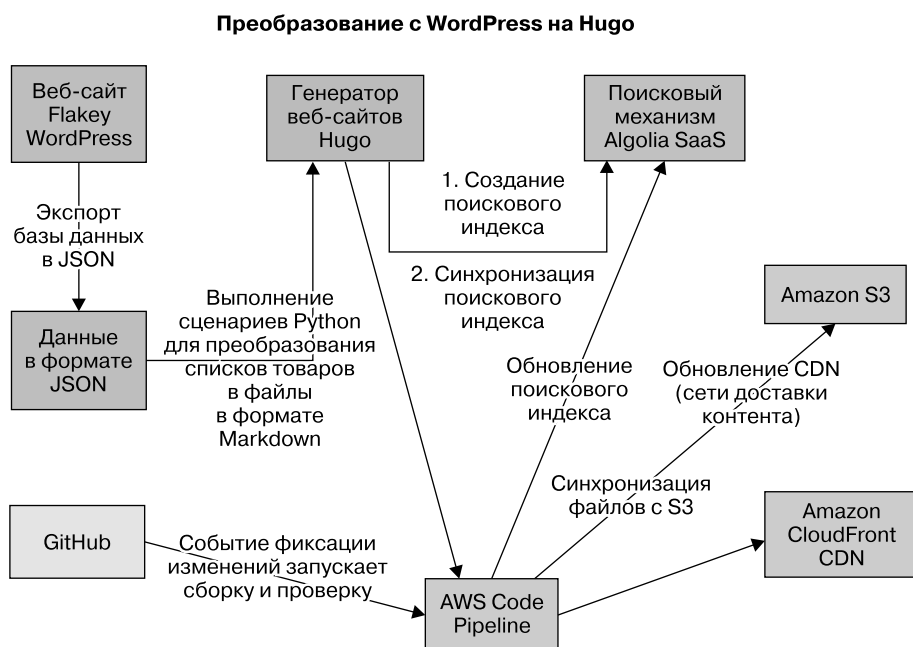 Преобразование с WordPress на Hugo
Веб-сайт
Flakey
WordPress
Генератор
веб-сайтов
Hugo
Поисковый
механизм
Algolia SaaS
1. Создание
поискового
индекса
Экспорт
базы данных
в JSON
2. Синхронизация
поискового
индекса
Amazon S3
Данные
в формате
JSON
Выполнение
сценариев Python
для преобразования
списков товаров
в файлы
в формате
Markdown
Обновление
поискового
индекса
Обновление CDN
(сети доставки
контента)
Синхронизация
файлов с S3
GitHub
Событие фиксации
изменений запускает
сборку и проверку
Amazon
CloudFront
CDN
AWS Code
Pipeline